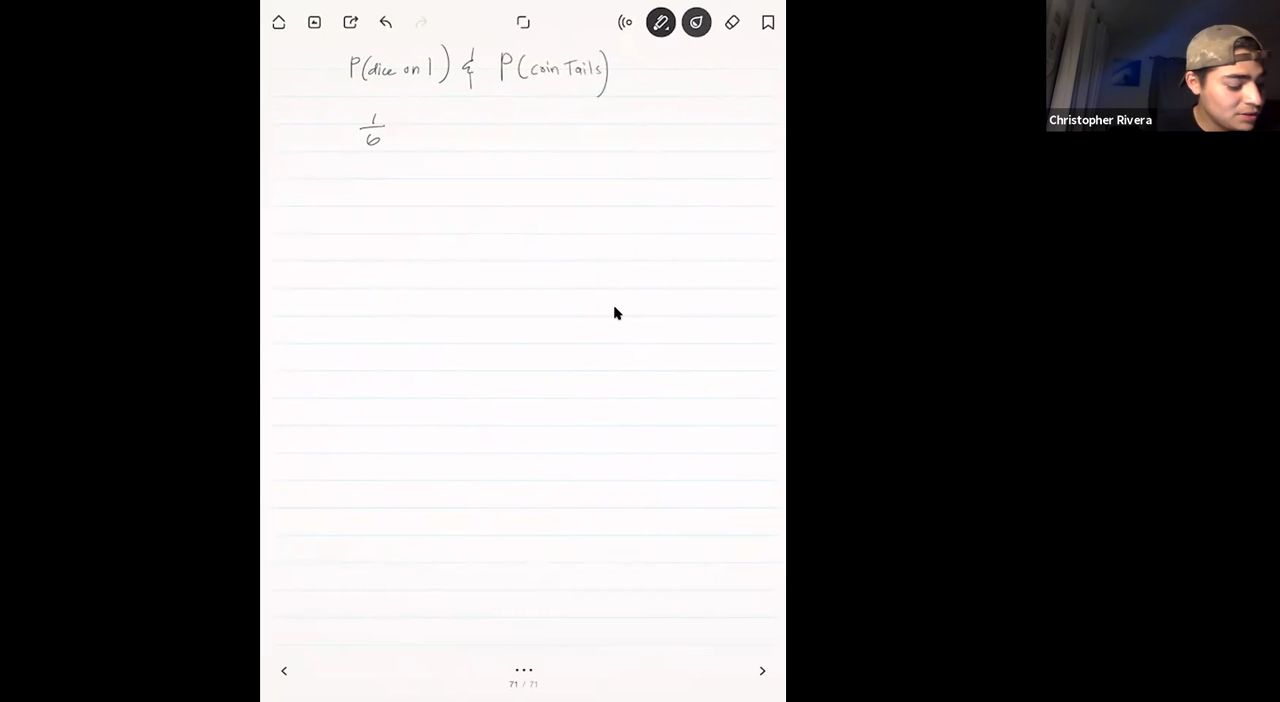 P(dice on 1) & P(coin Tails)
1/6
Christopher Rivera
71 / 71